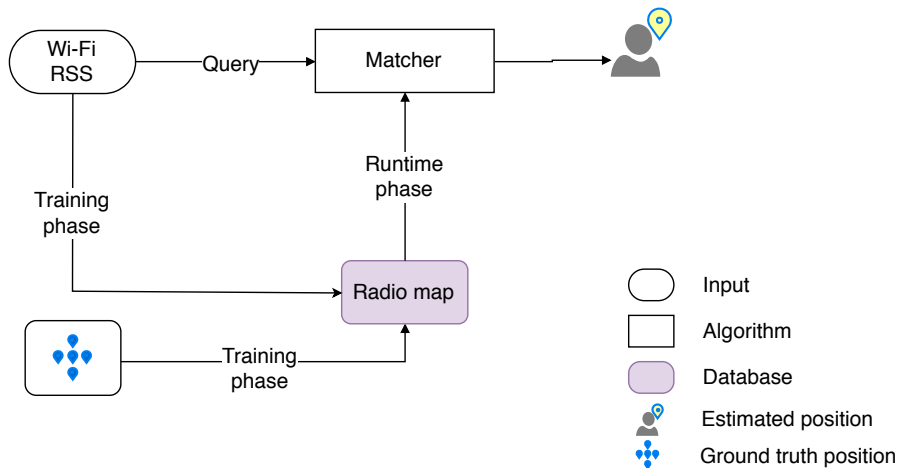 Wi-Fi
RSS
Query
Matcher
Runtime
phase
Training
phase
Radio map
Training
phase
Input
Algorithm
Database
Estimated position
Ground truth position